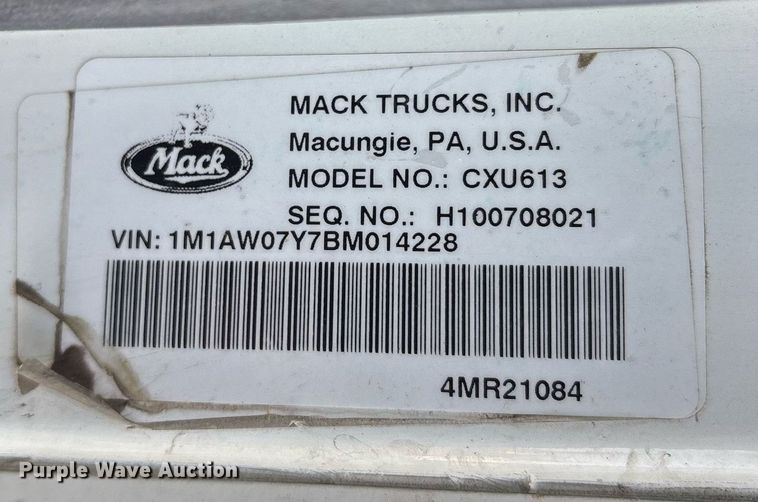 Mack
MACK TRUCKS, INC.
Macungie, PA, U.S.A.
MODEL NO.: CXU613
SEQ. NO.: H100708021
VIN: 1M1AW07Y7BM014228
4MR21084
Purple Wave Auction